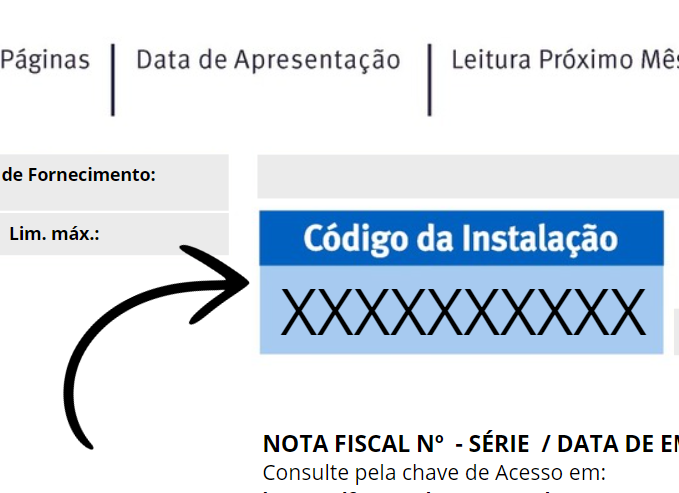 Páginas | Data de Apresentação | Leitura Próximo Mês
de Fornecimento:
Lim. máx.:
Código da Instalação
XXXXXXXXXX
NOTA FISCAL Nº - SÉRIE / DATA DE
Consulte pela chave de Acesso em: